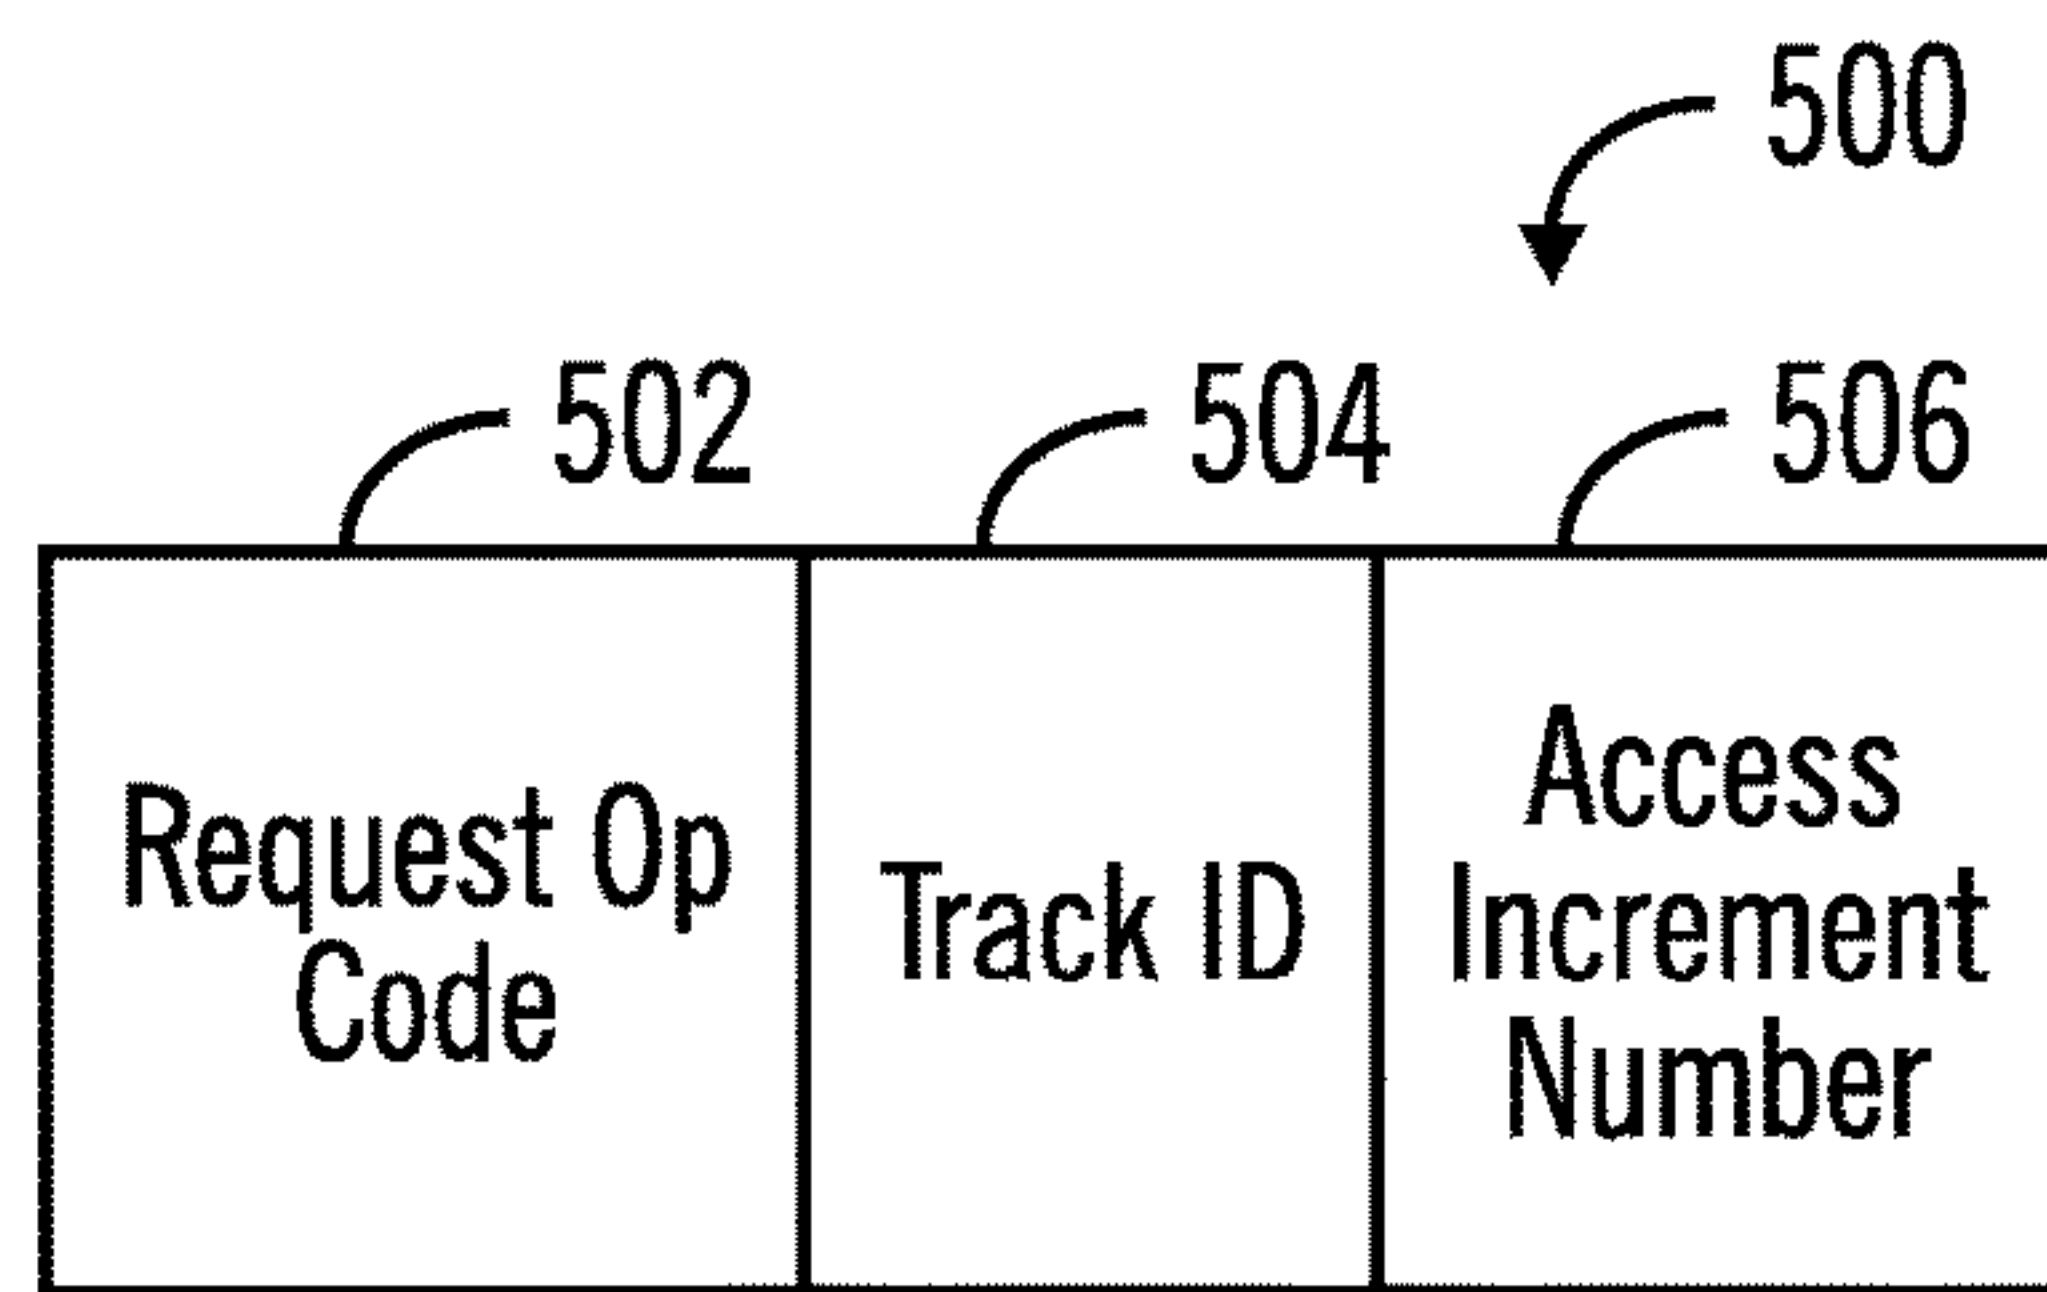 500
502 504 506
Request Op
Code
Track ID
Access
Increment
Number